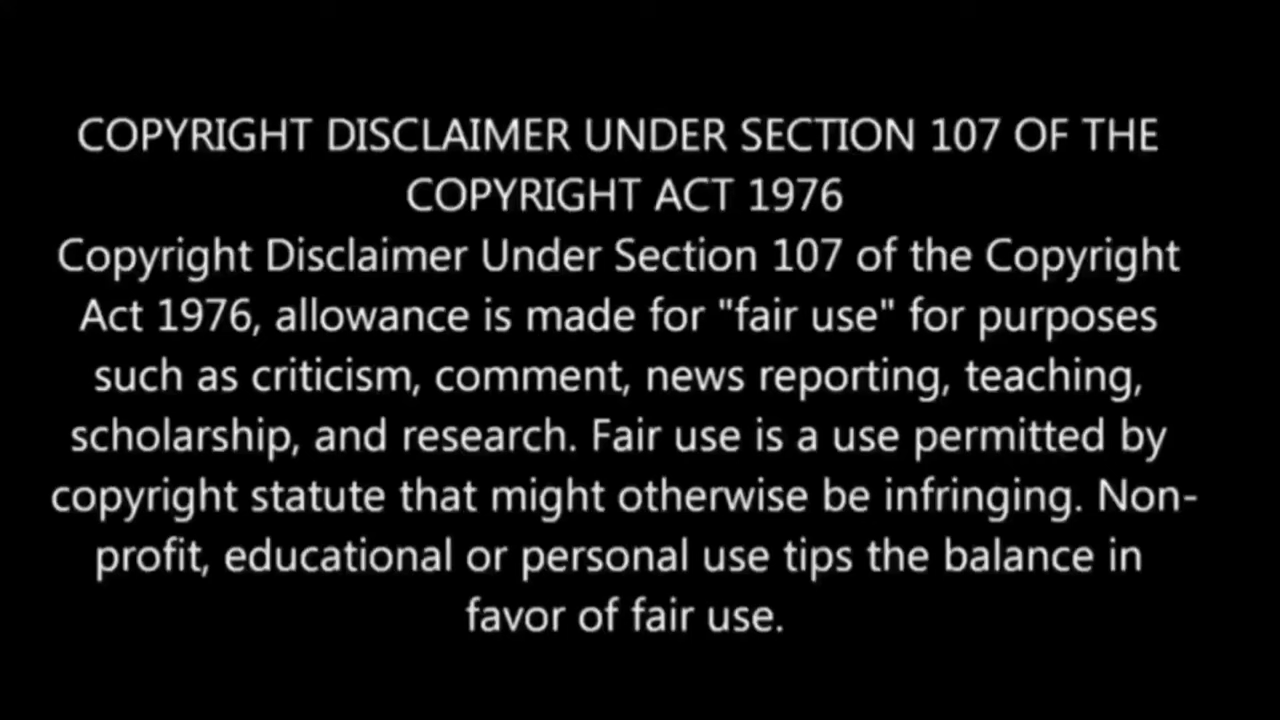 COPYRIGHT DISCLAIMER UNDER SECTION 107 OF THE
COPYRIGHT ACT 1976
Copyright Disclaimer Under Section 107 of the Copyright
Act 1976, allowance is made for "fair use" for purposes
such as criticism, comment, news reporting, teaching,
scholarship, and research. Fair use is a use permitted by
copyright statute that might otherwise be infringing. Non-
profit, educational or personal use tips the balance in
favor of fair use.